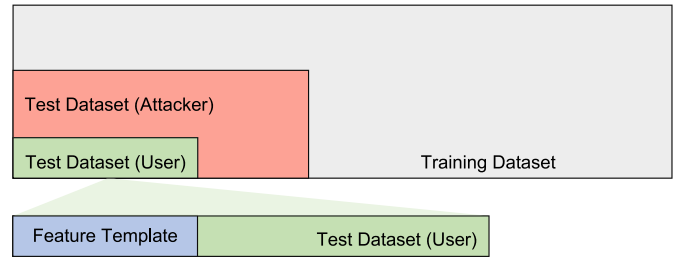 Test Dataset (Attacker)
Test Dataset (User)
Training Dataset
Feature Template
Test Dataset (User)